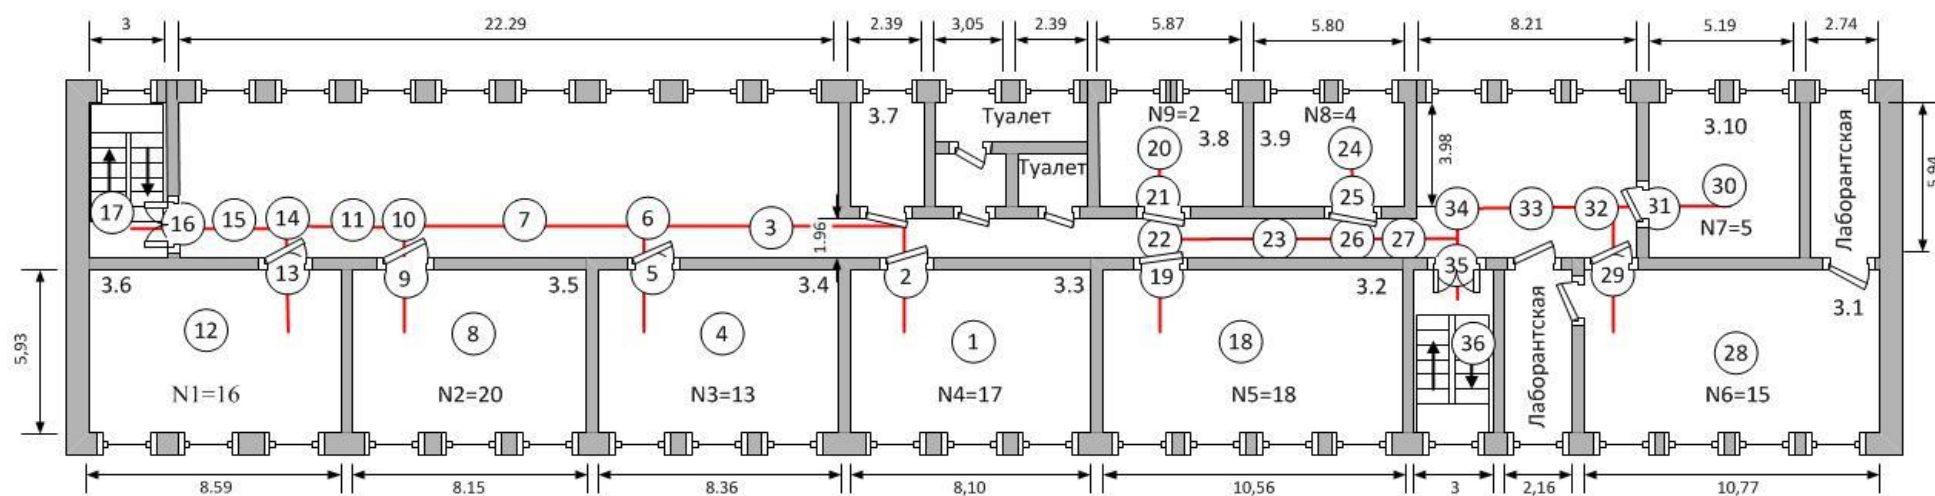 3 22.29 2.39 3,05 2.39 5.87 5.80 8.21 5.19 2.74
3.7 Туалет N9=2 3.8 3.9 N8=4 3.10
Туалет
20 24 3.98 Лаборантская 5.94
21 25 30
17 16 15 14 11 10 7 6 3 1.96 34 33 32 31 N7=5
22 23 26 27
13 9 5 2 19 35 29
3.6 3.5 3.4 3.3 3.2 3.1
5,93 12 8 4 1 18 36 Лаборантская 28
N1=16 N2=20 N3=13 N4=17 N5=18 N6=15
8.59 8.15 8.36 8,10 10,56 3 2,16 10,77